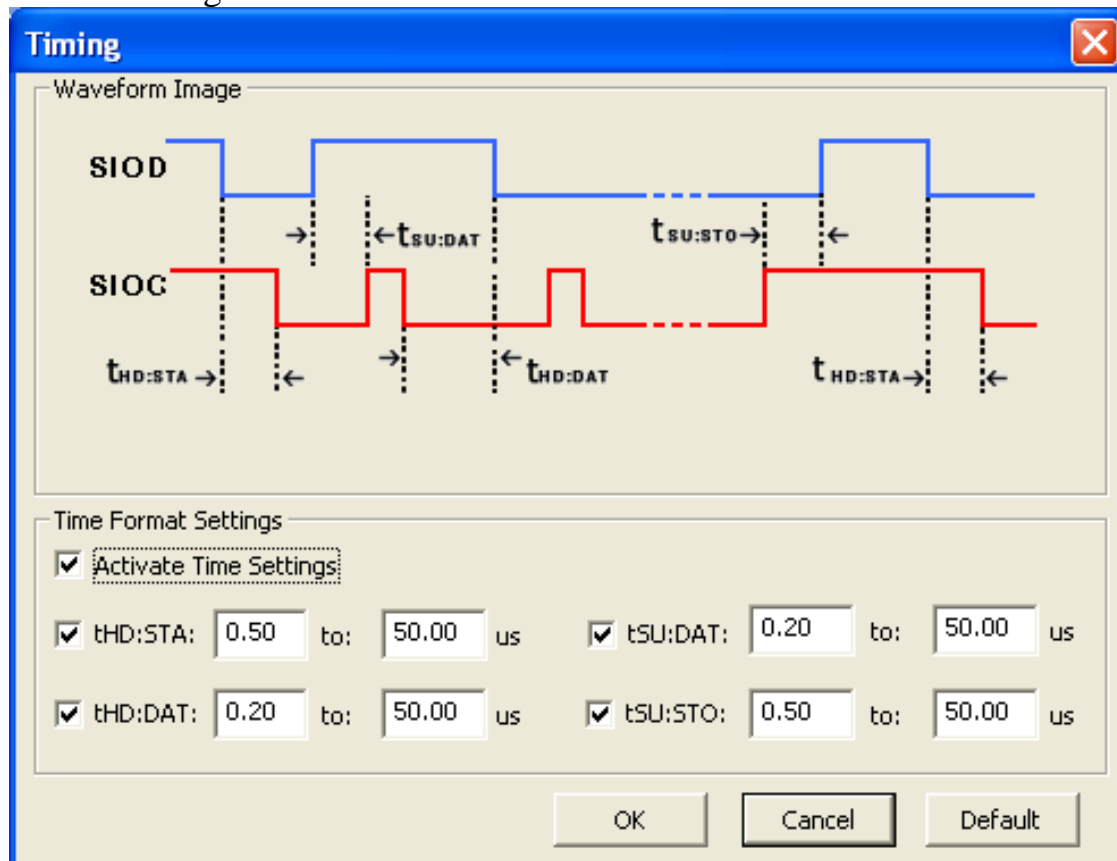 Timing
Waveform Image
SIOD
tSU:DAT
tSU:STO
SIOC
tHD:STA
tHD:DAT
tHD:STA
Time Format Settings
Activate Time Settings
tHD:STA: 0.50 to: 50.00 us tSU:DAT: 0.20 to: 50.00 us
tHD:DAT: 0.20 to: 50.00 us tSU:STO: 0.50 to: 50.00 us
OK Cancel Default